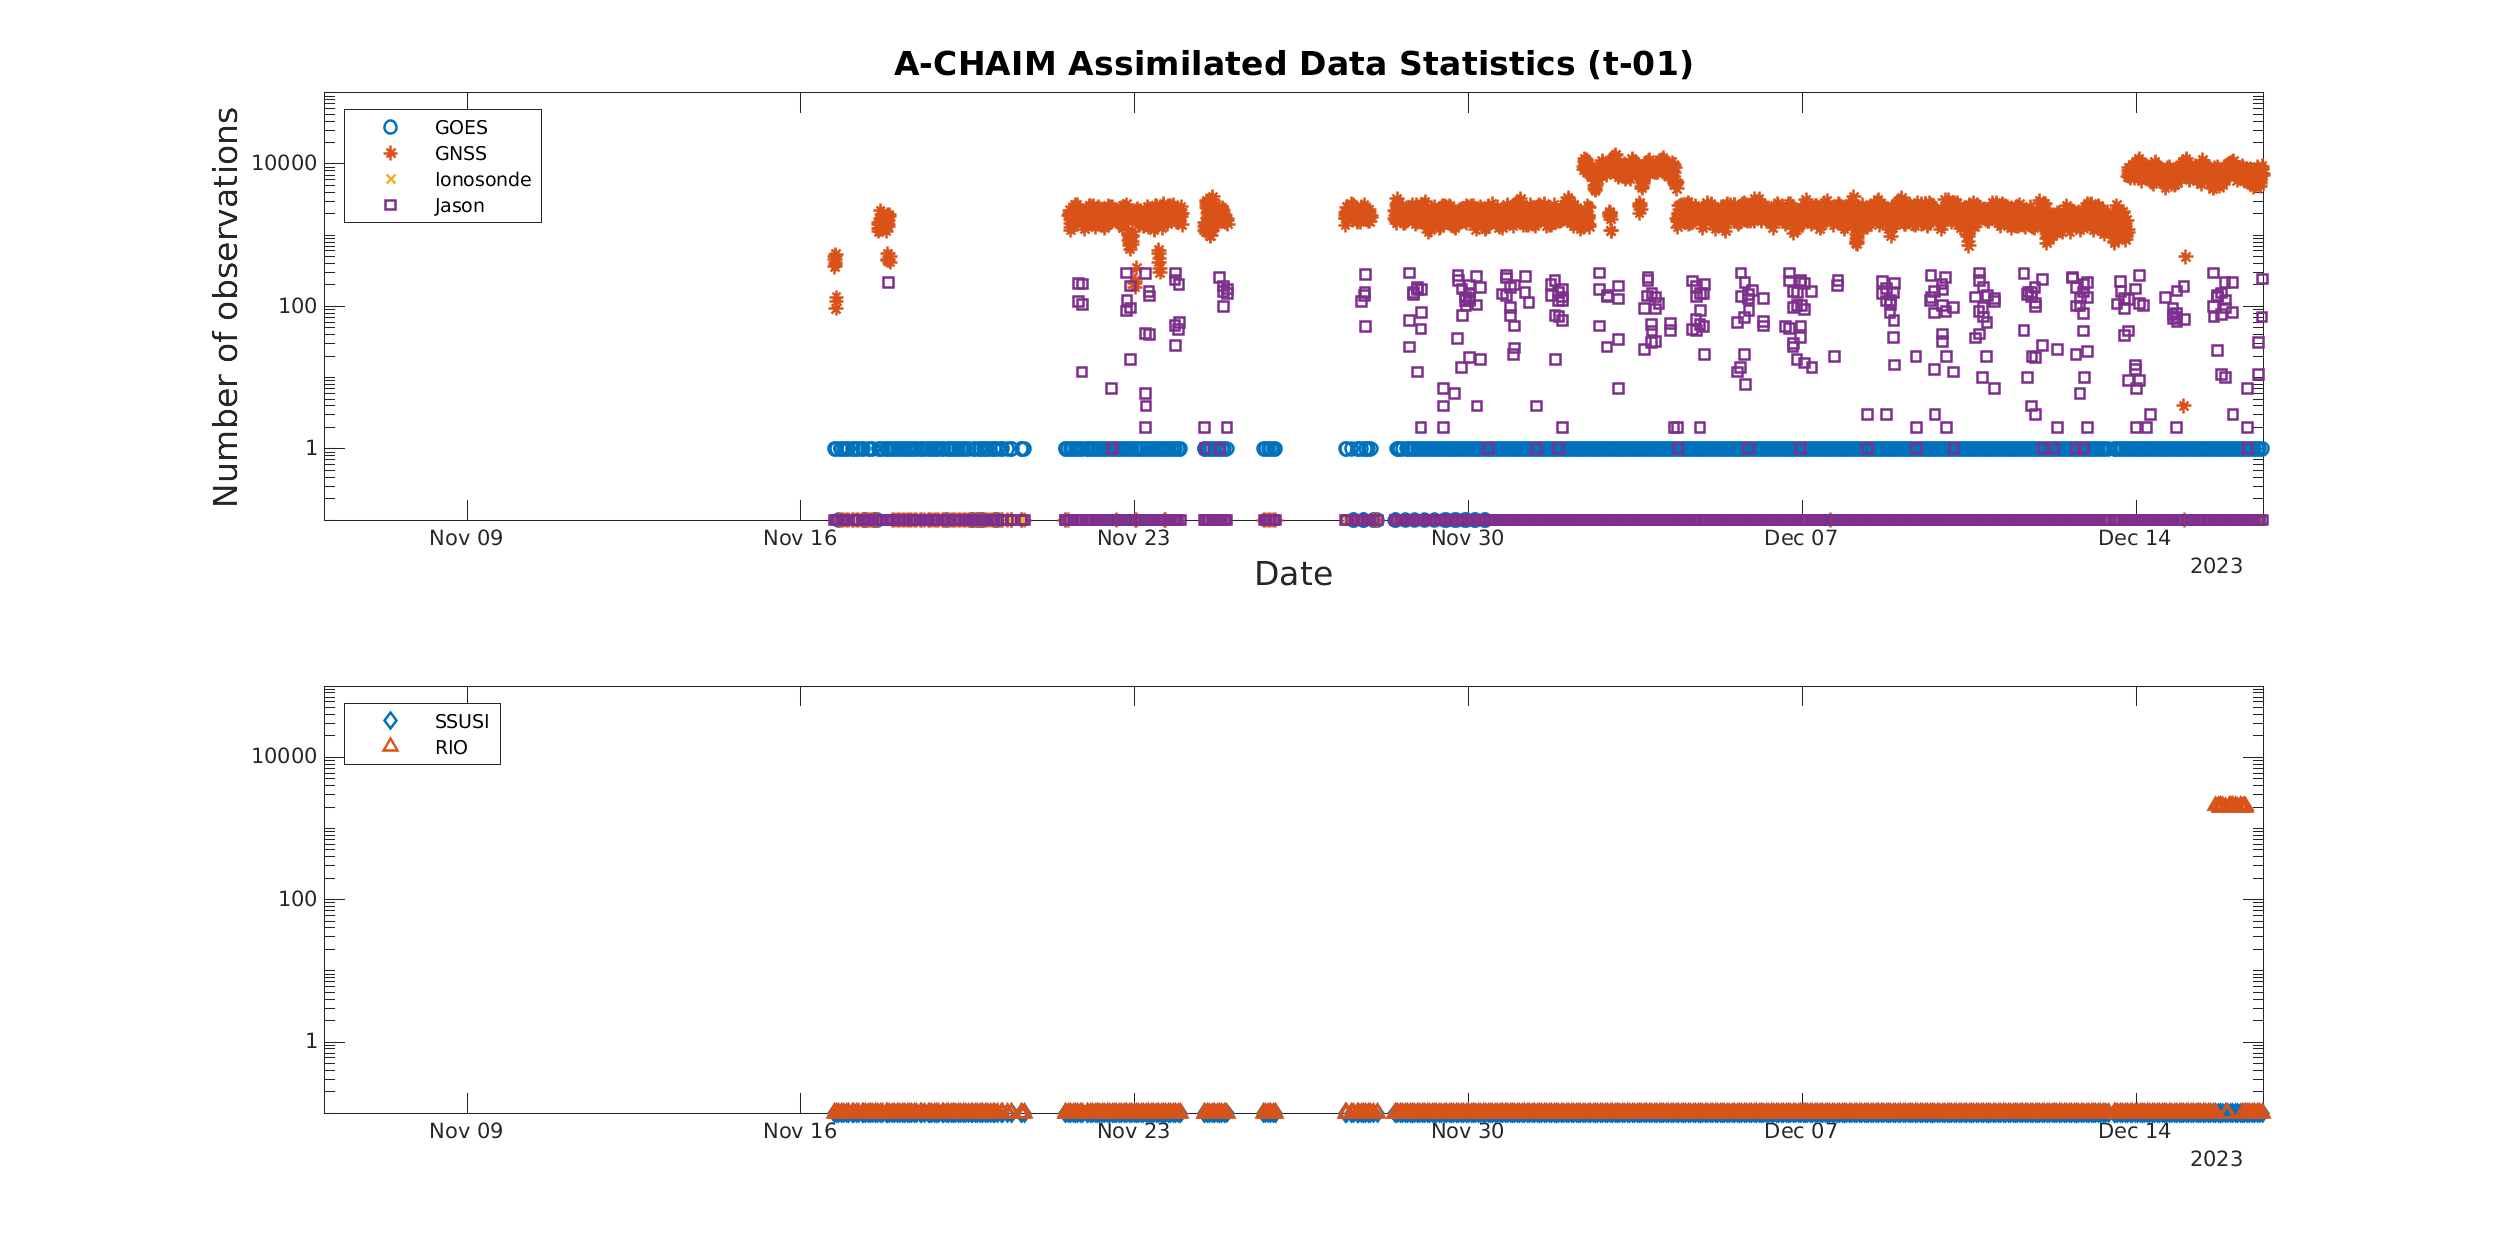 A-CHAIM Assimilated Data Statistics (t-01)
Number of observations
GOES
GNSS
Ionosonde
Jason
10000
100
1
Nov 09 Nov 16 Nov 23 Nov 30 Dec 07 Dec 14
2023
Date
SSUSI
RIO
10000
100
1
Nov 09 Nov 16 Nov 23 Nov 30 Dec 07 Dec 14
2023